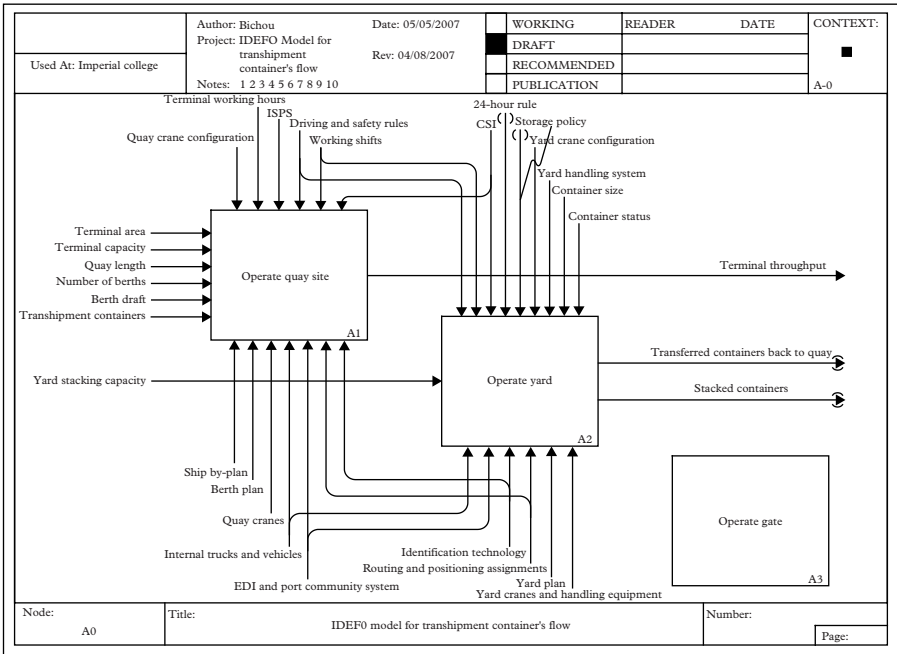 Used At: Imperial college
Author: Bichou
Date: 05/05/2007
Project: IDEFO Model for
transhipment
container's flow
Rev: 04/08/2007
Notes: 1 2 3 4 5 6 7 8 9 10
WORKING
DRAFT
RECOMMENDED
PUBLICATION
READER
DATE
CONTEXT:
A-0
Terminal working hours
ISPS
Driving and safety rules
Quay crane configuration
Working shifts
24-hour rule
CSI
Storage policy
Yard crane configuration
Yard handling system
Container size
Container status
Terminal area
Terminal capacity
Quay length
Number of berths
Berth draft
Transhipment containers
Operate quay site
A1
Terminal throughput
Yard stacking capacity
Operate yard
A2
Transferred containers back to quay
Stacked containers
Ship by-plan
Berth plan
Quay cranes
Internal trucks and vehicles
EDI and port community system
Identification technology
Routing and positioning assignments
Yard plan
Yard cranes and handling equipment
Operate gate
A3
Node:
A0
Title:
IDEF0 model for transhipment container's flow
Number:
Page: